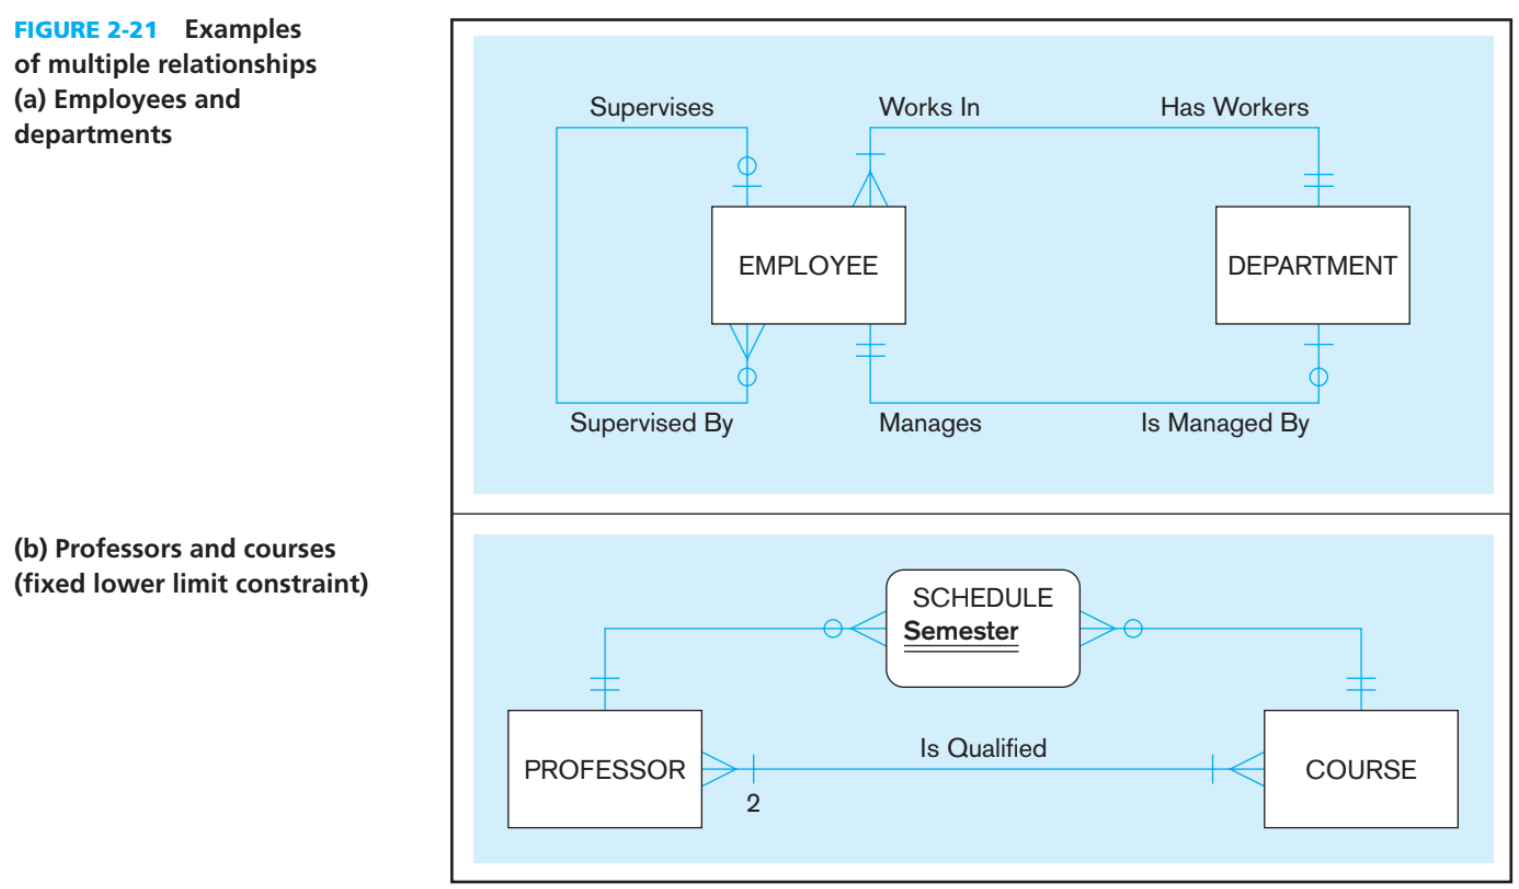 FIGURE 2-21 Examples
of multiple relationships
(a) Employees and
departments
Supervises
Works In
Has Workers
EMPLOYEE
DEPARTMENT
Supervised By
Manages
Is Managed By
(b) Professors and courses
(fixed lower limit constraint)
SCHEDULE
Semester
PROFESSOR
Is Qualified
COURSE
2